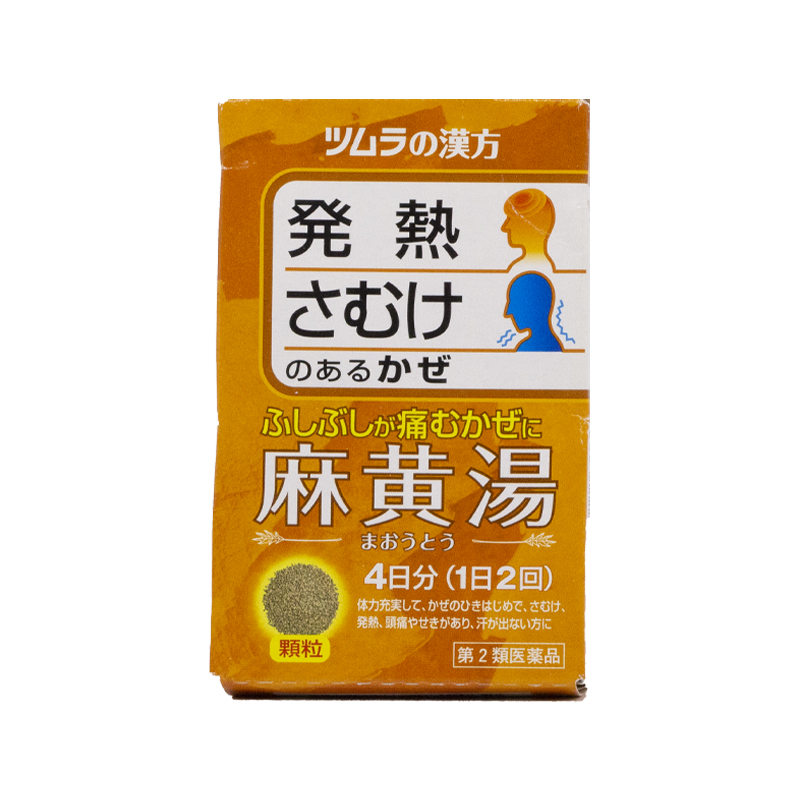 ツムラの漢方
発熱
さむけ
のあるかぜ
ふしぶしが痛むかぜに
麻黄湯
まおうとう
4日分（1日2回）
体力充実して、かぜのひきはじめで、さむけ、
発熱、頭痛やせきがあり、汗が出ない方に
顆粒
第2類医薬品